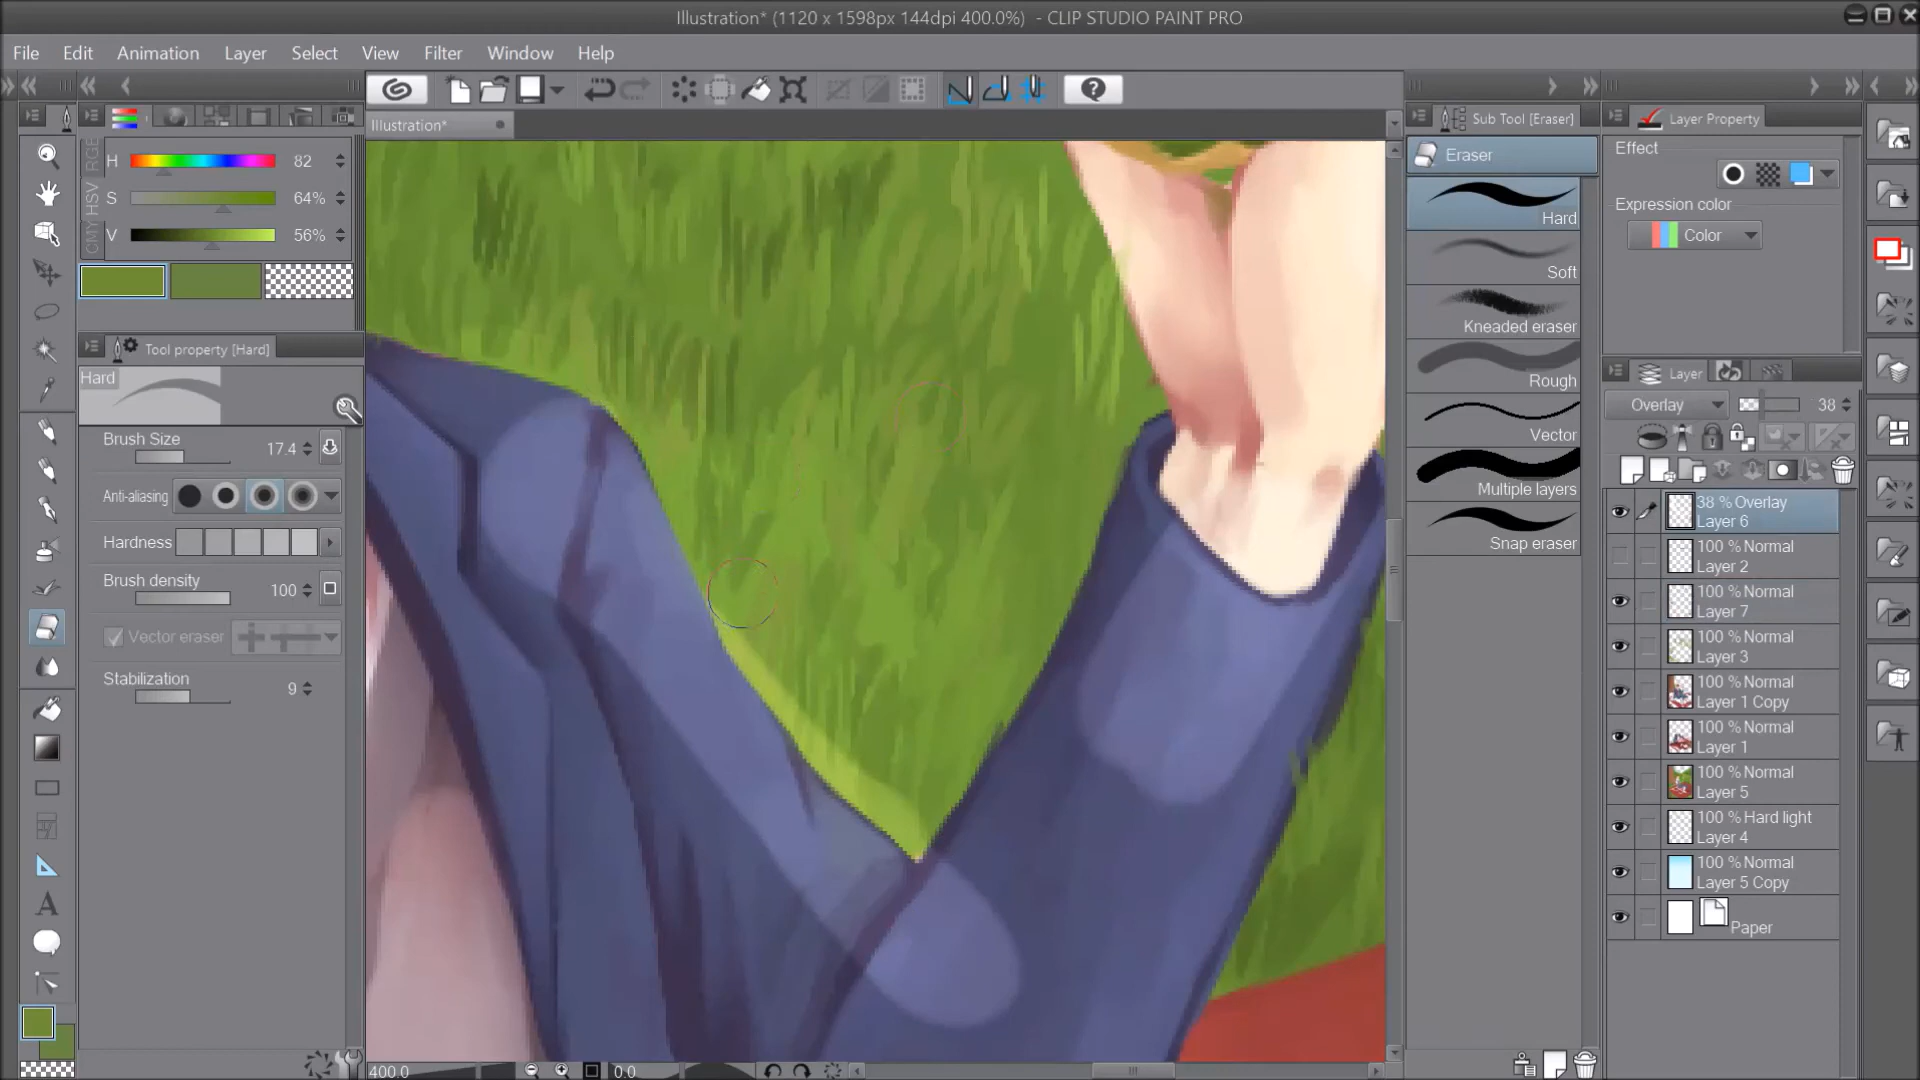 Illustration* (1120 x 1598px 144dpi 400.0%) - CLIP STUDIO PAINT PRO
File Edit Animation Layer Select View Filter Window Help
Illustration*
RGE
HSV
CMY
H 82
S 64%
V 56%
Tool property [Hard]
Hard
Brush Size 17.4
Anti-aliasing
Hardness
Brush density 100
Vector eraser
Stabilization 9
A
400.0 0.0
Sub Tool [Eraser]
Eraser
Hard
Soft
Kneaded eraser
Rough
Vector
Multiple layers
Snap eraser
Layer Property
Effect
Expression color
Color
Layer
Overlay 38
38 % Overlay
Layer 6
100 % Normal
Layer 2
100 % Normal
Layer 7
100 % Normal
Layer 3
100 % Normal
Layer 1 Copy
100 % Normal
Layer 1
100 % Normal
Layer 5
100 % Hard light
Layer 4
100 % Normal
Layer 5 Copy
Paper